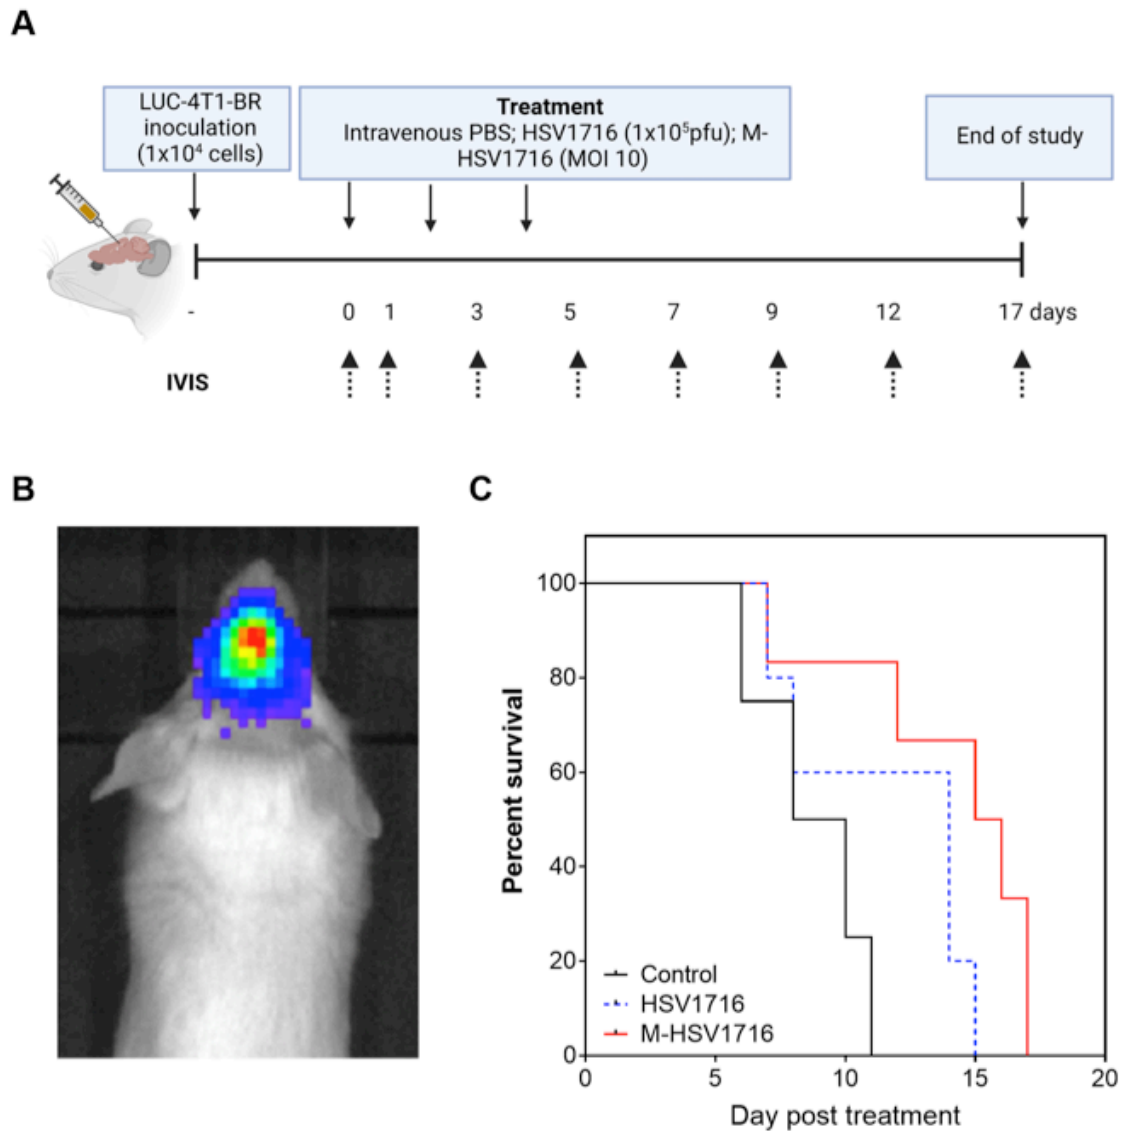 A
LUC-4T1-BR
inoculation
(1x10⁴ cells)
Treatment
Intravenous PBS; HSV1716 (1x10⁵pfu); M-
HSV1716 (MOI 10)
End of study
- 0 1 3 5 7 9 12 17 days
IVIS
B
C
Percent survival
100
80
60
40
20
0
Control
HSV1716
M-HSV1716
0 5 10 15 20
Day post treatment